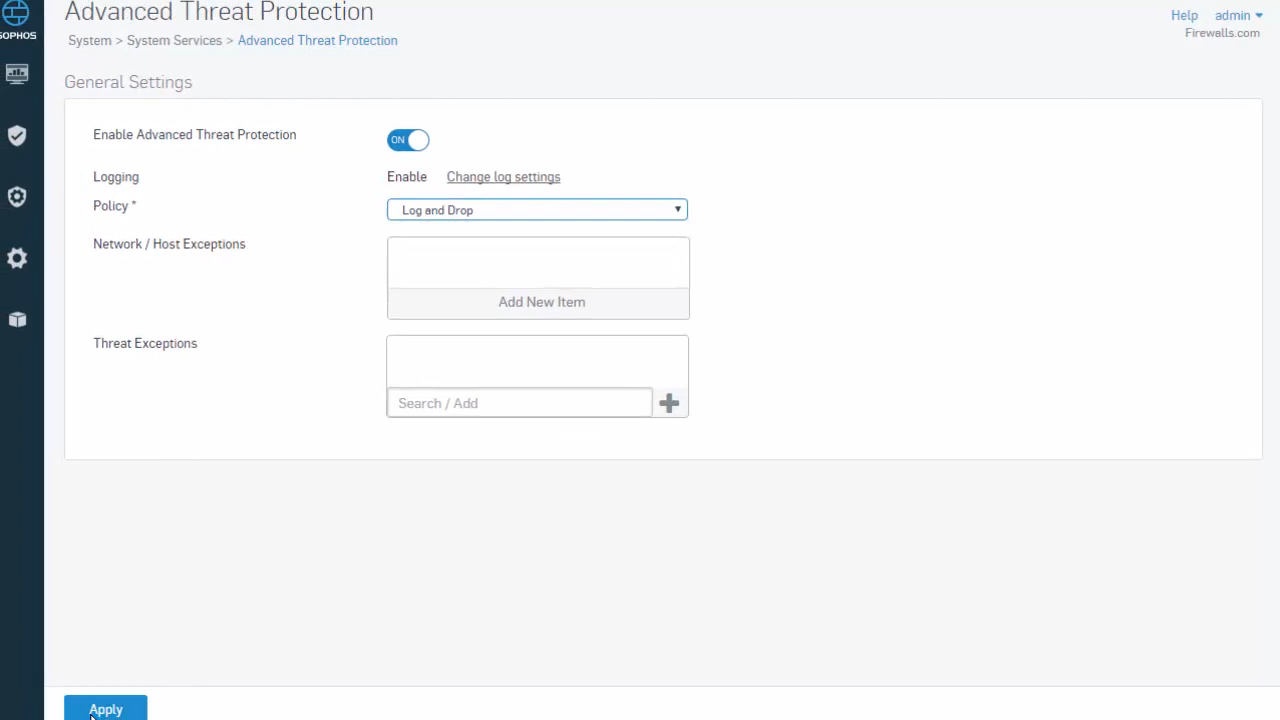 Advanced Threat Protection
Help admin
SOPHOS
Firewalls.com
System > System Services > Advanced Threat Protection
General Settings
Enable Advanced Threat Protection ON
Logging Enable Change log settings
Policy * Log and Drop
Network / Host Exceptions
Add New Item
Threat Exceptions
Search / Add
Apply